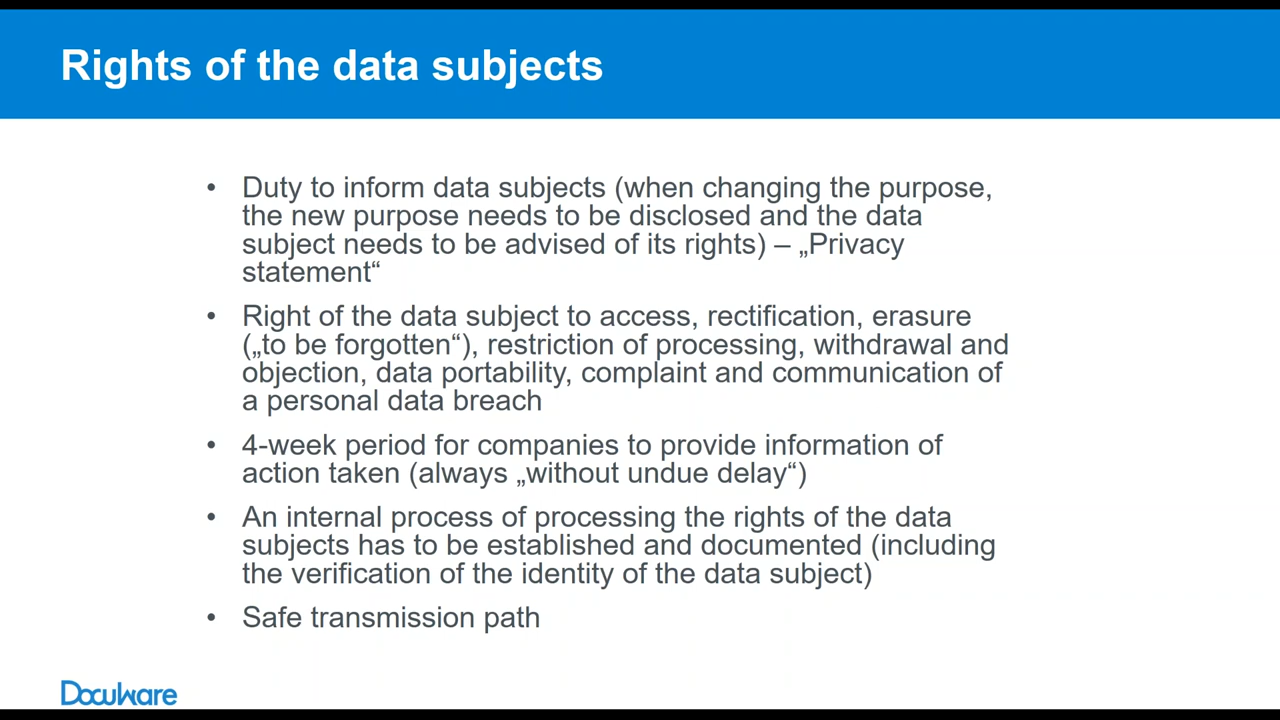 Rights of the data subjects
• Duty to inform data subjects (when changing the purpose,
the new purpose needs to be disclosed and the data
subject needs to be advised of its rights) – „Privacy
statement“
• Right of the data subject to access, rectification, erasure
(„to be forgotten“), restriction of processing, withdrawal and
objection, data portability, complaint and communication of
a personal data breach
• 4-week period for companies to provide information of
action taken (always „without undue delay“)
• An internal process of processing the rights of the data
subjects has to be established and documented (including
the verification of the identity of the data subject)
• Safe transmission path
DocuWare